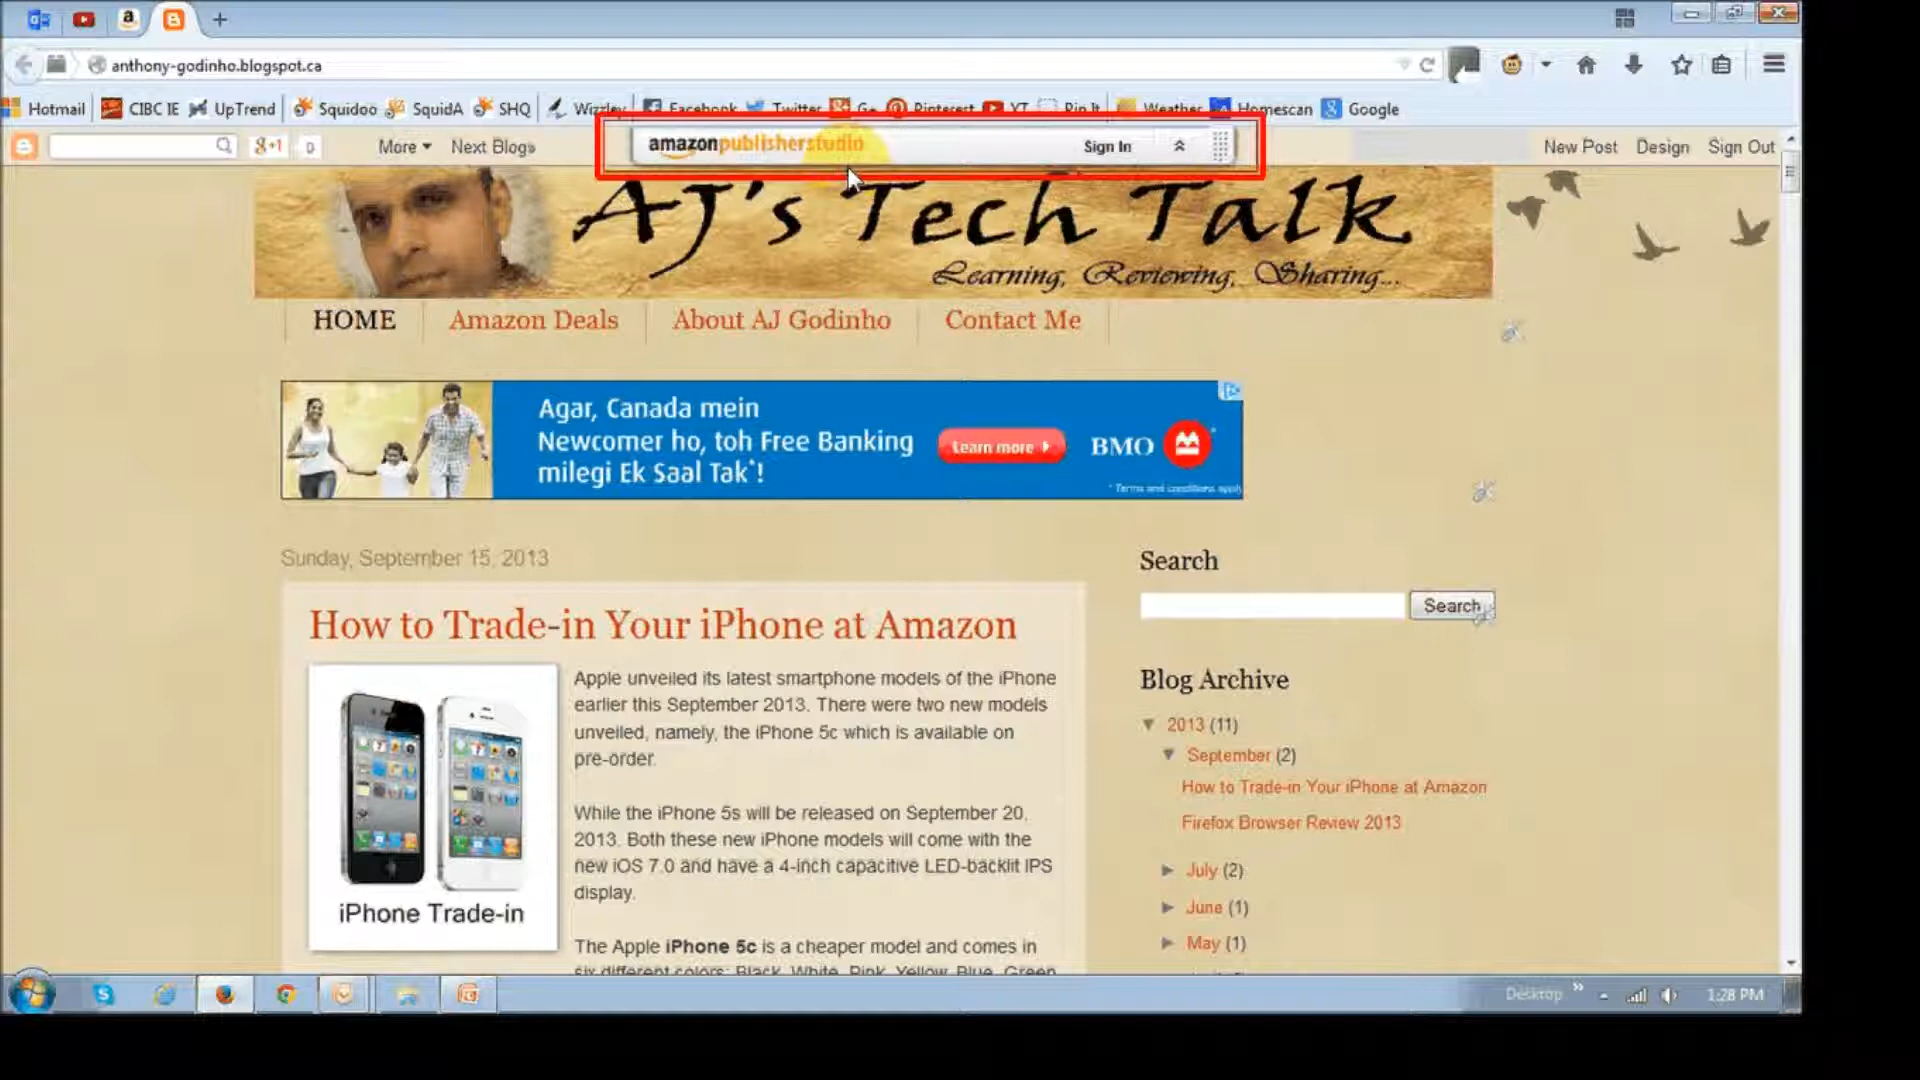 anthony-godinho.blogspot.ca
Hotmail CIBC IE UpTrend Squidoo SquidA SHQ Wizzley Facebook Twitter G+ Pinterest YT Pin It Weather Homescan Google
g+1 0 More Next Blog» amazonpublisherstudio Sign In New Post Design Sign Out
AJ's Tech Talk
Learning, Reviewing, Sharing...
HOME Amazon Deals About AJ Godinho Contact Me
Agar, Canada mein
Newcomer ho, toh Free Banking
milegi Ek Saal Tak*!
Learn more
BMO
* Terms and conditions apply
Sunday, September 15, 2013
How to Trade-in Your iPhone at Amazon
iPhone Trade-in
Apple unveiled its latest smartphone models of the iPhone
earlier this September 2013. There were two new models
unveiled, namely, the iPhone 5c which is available on
pre-order.
While the iPhone 5s will be released on September 20,
2013. Both these new iPhone models will come with the
new iOS 7.0 and have a 4-inch capacitive LED-backlit IPS
display.
The Apple iPhone 5c is a cheaper model and comes in
six different colors: Black, White, Pink, Yellow, Blue, Green
Search
Search
Blog Archive
▼ 2013 (11)
▼ September (2)
How to Trade-in Your iPhone at Amazon
Firefox Browser Review 2013
► July (2)
► June (1)
► May (1)
Desktop » 1:28 PM